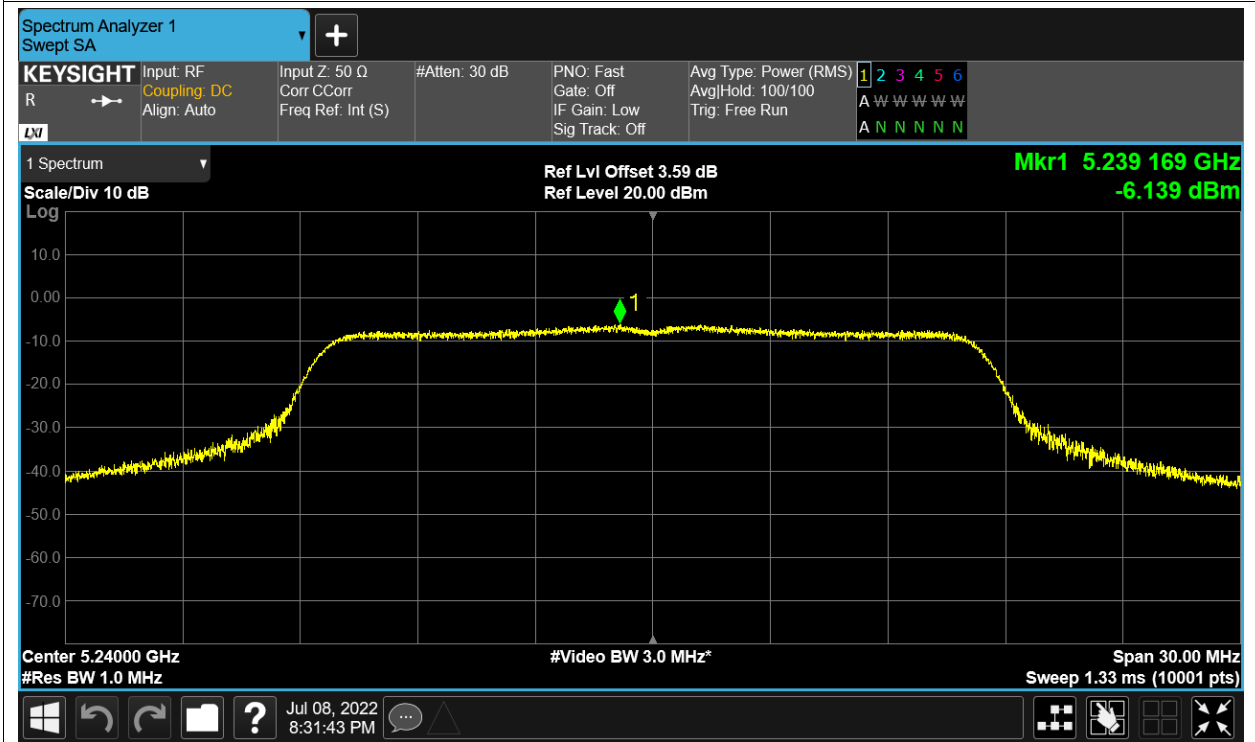 Spectrum Analyzer 1
Swept SA
+
KEYSIGHT
R
LXI
Input: RF
Coupling: DC
Align: Auto
Input Z: 50 Ω
Corr CCorr
Freq Ref: Int (S)
#Atten: 30 dB
PNO: Fast
Gate: Off
IF Gain: Low
Sig Track: Off
Avg Type: Power (RMS)
Avg|Hold: 100/100
Trig: Free Run
1 2 3 4 5 6
A W W W W W
A N N N N N
1 Spectrum
Scale/Div 10 dB
Log
Ref Lvl Offset 3.59 dB
Ref Level 20.00 dBm
Mkr1 5.239 169 GHz
-6.139 dBm
10.0
0.00
-10.0
-20.0
-30.0
-40.0
-50.0
-60.0
-70.0
1
Center 5.24000 GHz
#Res BW 1.0 MHz
#Video BW 3.0 MHz*
Span 30.00 MHz
Sweep 1.33 ms (10001 pts)
?
Jul 08, 2022
8:31:43 PM